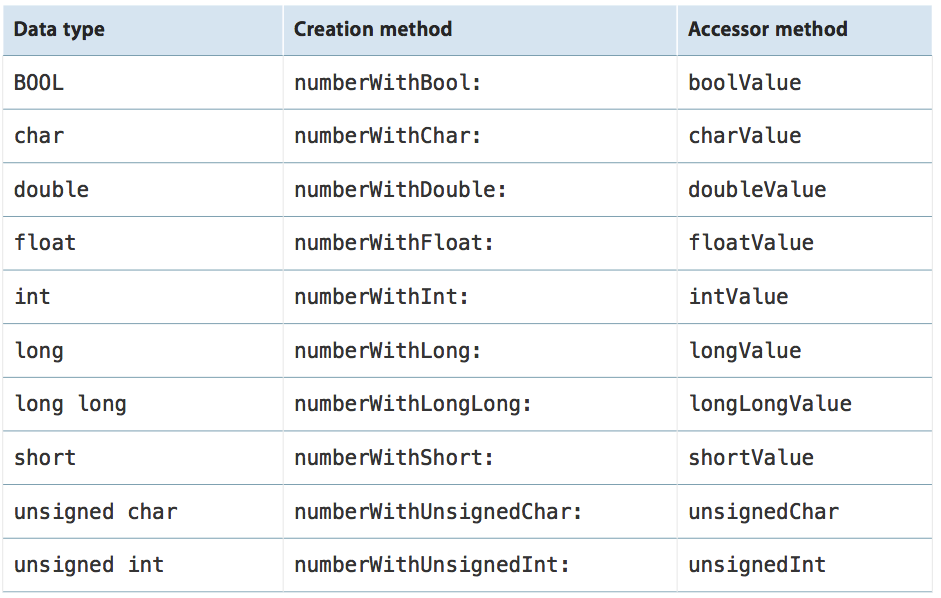 Data type Creation method Accessor method
BOOL numberWithBool: boolValue
char numberWithChar: charValue
double numberWithDouble: doubleValue
float numberWithFloat: floatValue
int numberWithInt: intValue
long numberWithLong: longValue
long long numberWithLongLong: longLongValue
short numberWithShort: shortValue
unsigned char numberWithUnsignedChar: unsignedChar
unsigned int numberWithUnsignedInt: unsignedInt